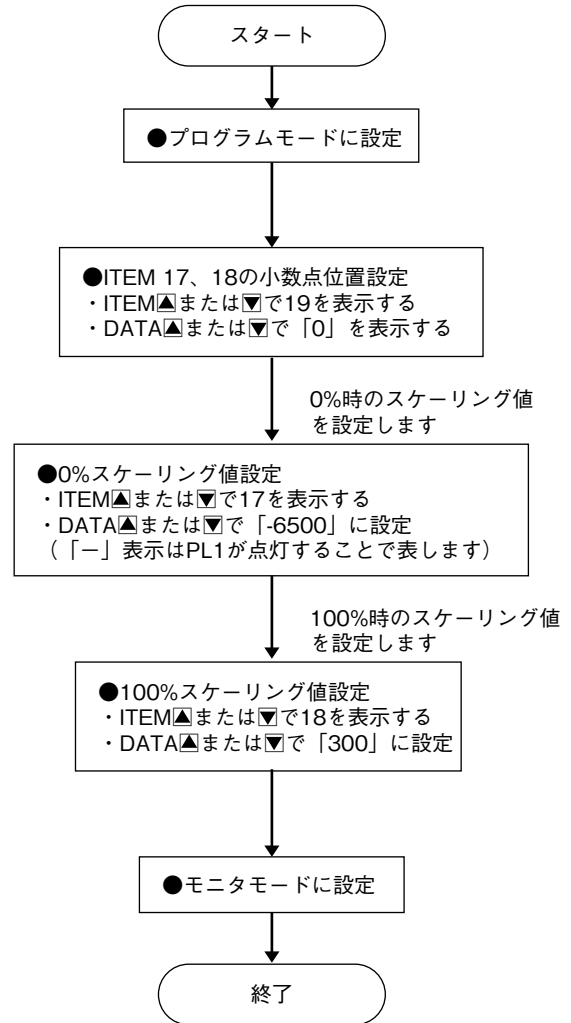 スタート
●プログラムモードに設定
●ITEM 17、18の小数点位置設定
・ITEM▲または▼で19を表示する
・DATA▲または▼で「0」を表示する
0%時のスケーリング値
を設定します
●0%スケーリング値設定
・ITEM▲または▼で17を表示する
・DATA▲または▼で「-6500」に設定
（「－」表示はPL1が点灯することで表します）
100%時のスケーリング値
を設定します
●100%スケーリング値設定
・ITEM▲または▼で18を表示する
・DATA▲または▼で「300」に設定
●モニタモードに設定
終了